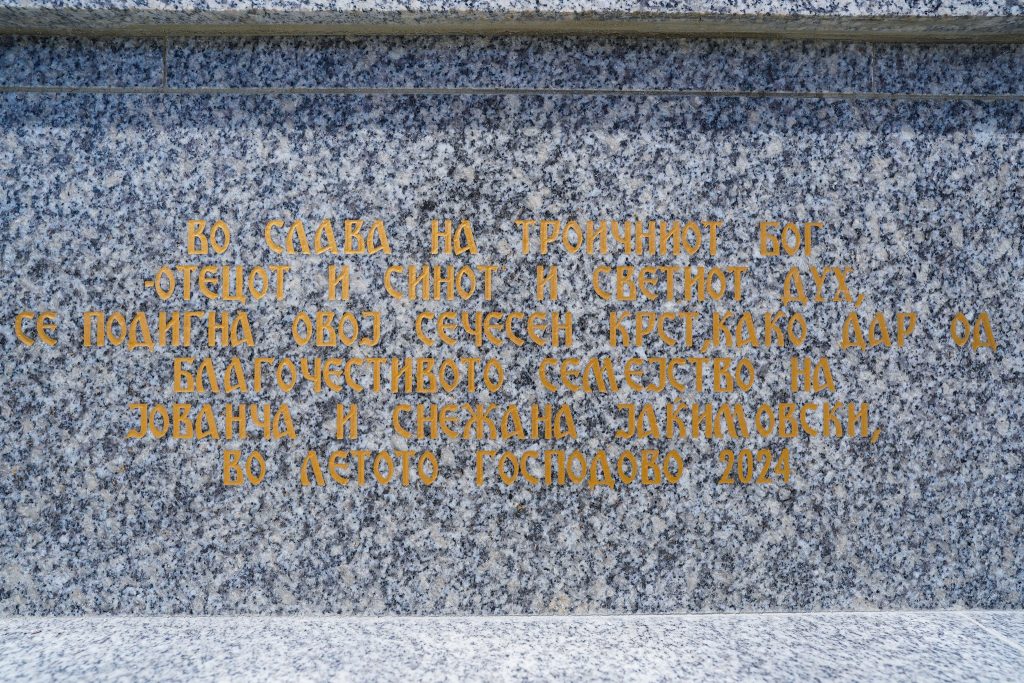 ВО СЛАВА НА ТРОИЧНИОТ БОГ
-ОТЕЦОТ И СИНОТ И СВЕТИОТ ДУХ,
СЕ ПОДИГНА ОВОЈ СЕЧЕСЕН КРСТ,КАКО ДАР ОД
БЛАГОЧЕСТИВОТО СЕМЕЈСТВО НА
ЈОВАНЧА И СНЕЖАНА ЈАЌИМОВСКИ,
ВО ЛЕТОТО ГОСПОДОВО 2024